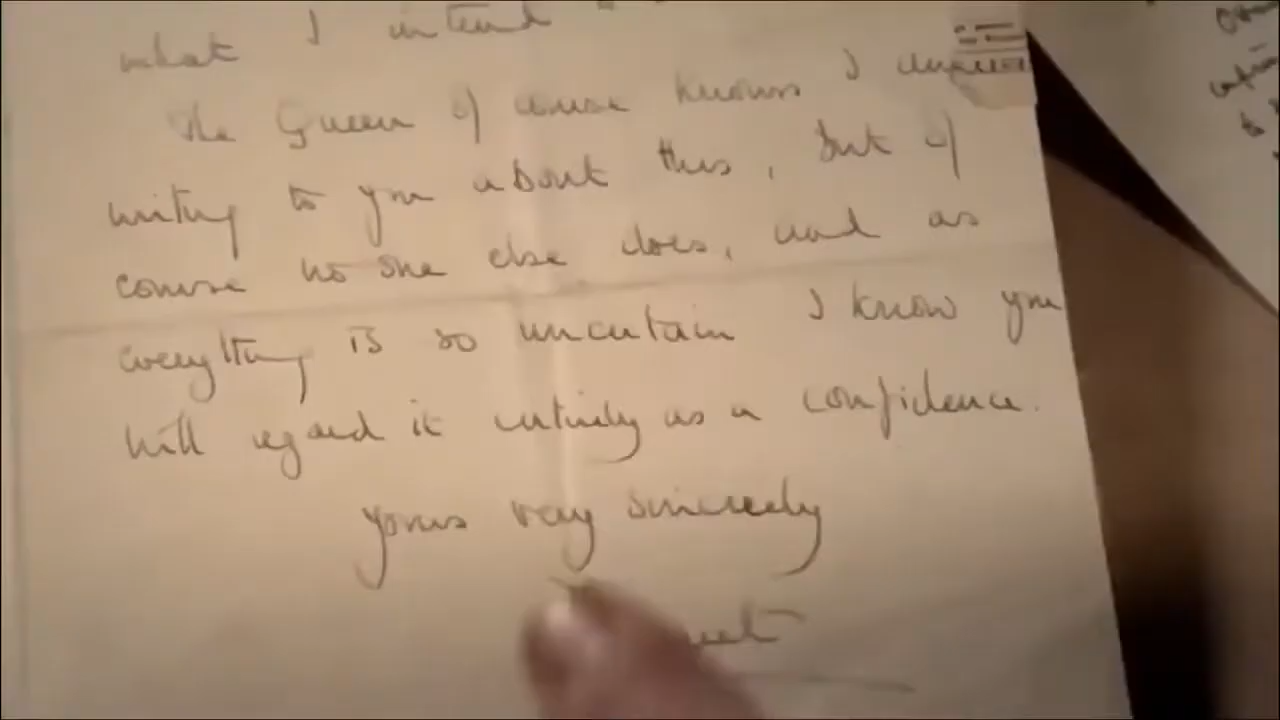 what I intend
The Queen of course knows I am
writing to you about this, but of
course no one else does, and as
everything is so uncertain I know you
will regard it entirely as a confidence.
Yours very sincerely